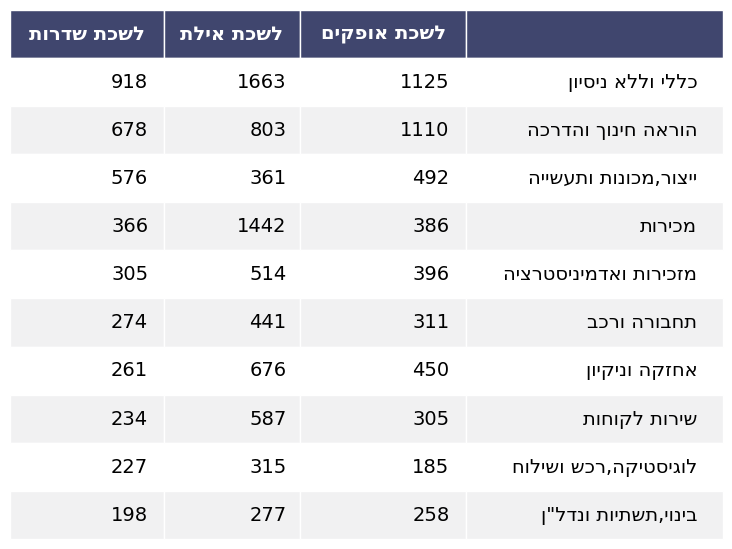 לשכת אופקים לשכת אילת לשכת שדרות
כללי וללא ניסיון 1125 1663 918
הוראה חינוך והדרכה 1110 803 678
ייצור,מכונות ותעשייה 492 361 576
מכירות 386 1442 366
מזכירות ואדמיניסטרציה 396 514 305
תחבורה ורכב 311 441 274
אחזקה וניקיון 450 676 261
שירות לקוחות 305 587 234
לוגיסטיקה,רכש ושילוח 185 315 227
בינוי,תשתיות ונדל"ן 258 277 198